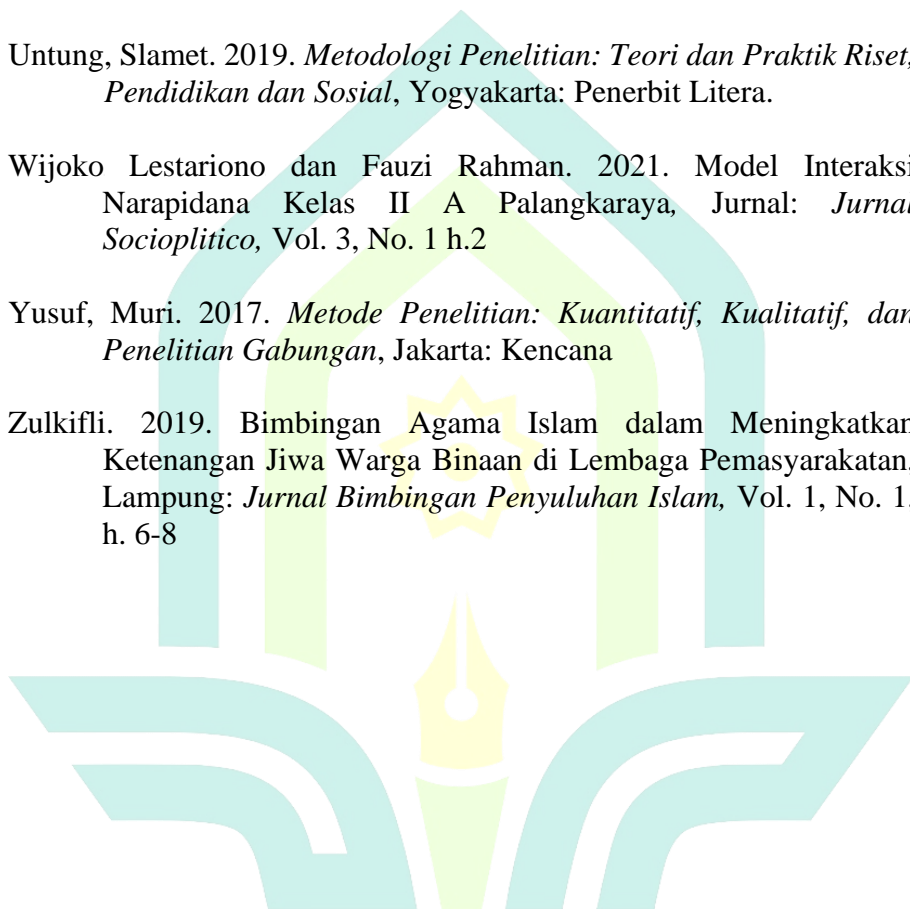 Untung, Slamet. 2019. Metodologi Penelitian: Teori dan Praktik Riset,
Pendidikan dan Sosial, Yogyakarta: Penerbit Litera.
Wijoko Lestariono dan Fauzi Rahman. 2021. Model Interaksi
Narapidana Kelas II A Palangkaraya, Jurnal: Jurnal
Socioplitico, Vol. 3, No. 1 h.2
Yusuf, Muri. 2017. Metode Penelitian: Kuantitatif, Kualitatif, dan
Penelitian Gabungan, Jakarta: Kencana
Zulkifli. 2019. Bimbingan Agama Islam dalam Meningkatkan
Ketenangan Jiwa Warga Binaan di Lembaga Pemasyarakatan,
Lampung: Jurnal Bimbingan Penyuluhan Islam, Vol. 1, No. 1.
h. 6-8